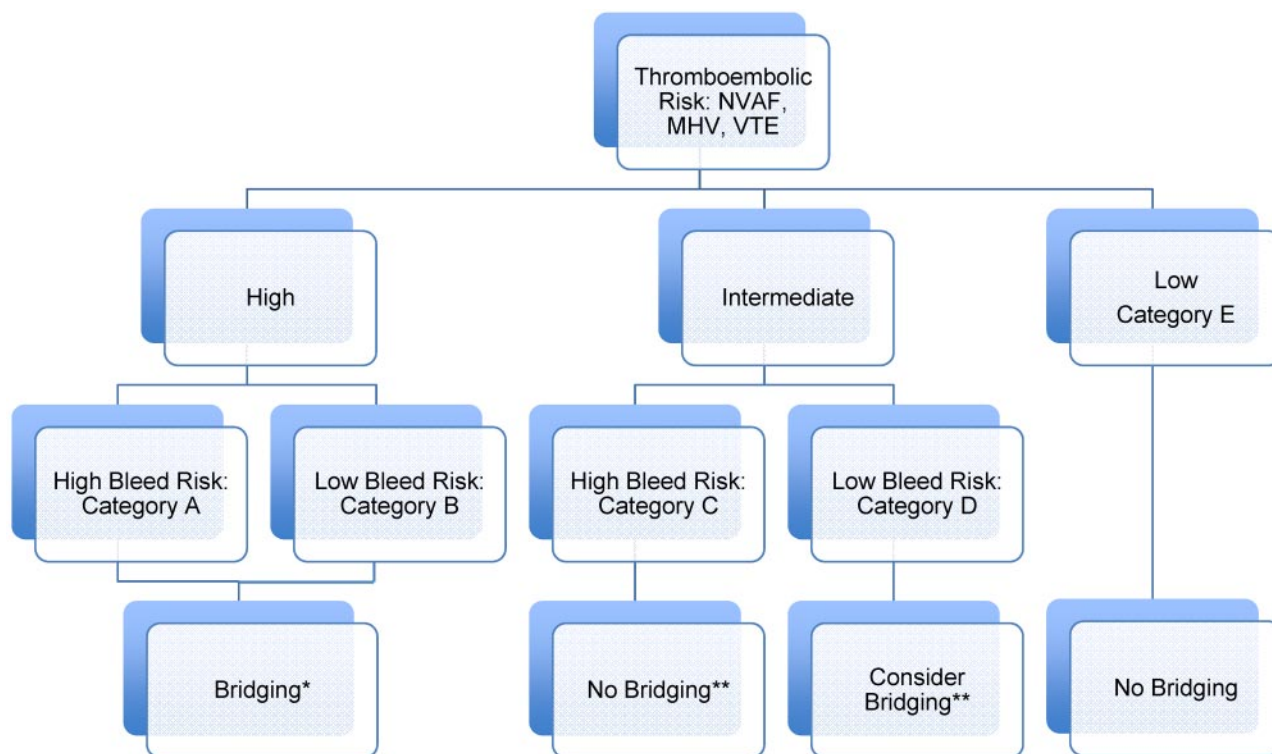 Thromboembolic
Risk: NVAF,
MHV, VTE
High
Intermediate
Low
Category E
High Bleed Risk:
Category A
Low Bleed Risk:
Category B
High Bleed Risk:
Category C
Low Bleed Risk:
Category D
Bridging*
No Bridging**
Consider
Bridging**
No Bridging